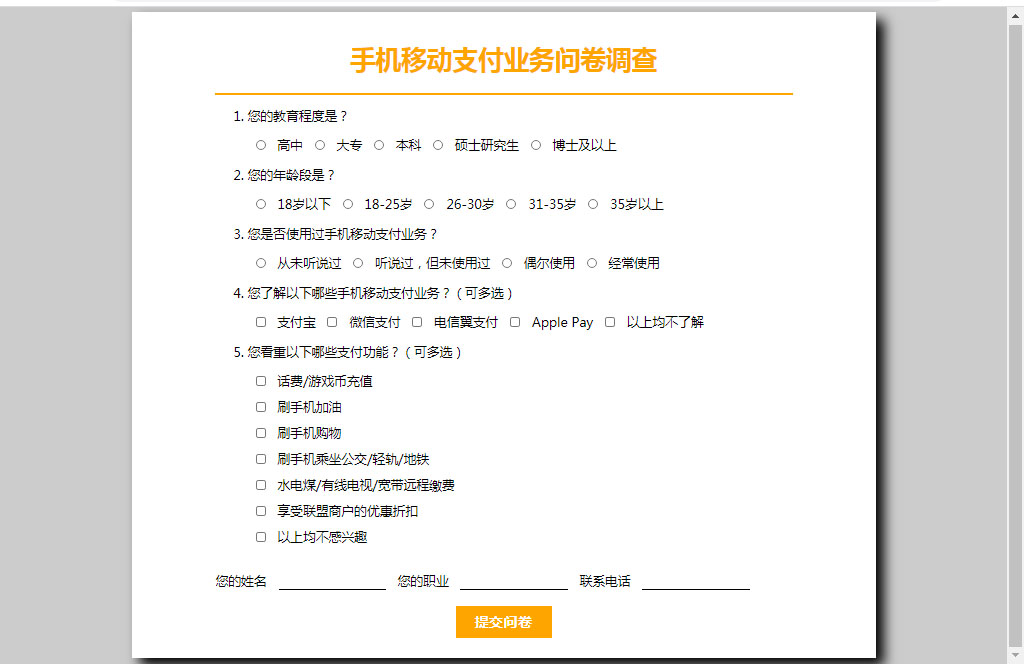 手机移动支付业务问卷调查
1. 您的教育程度是？
高中 大专 本科 硕士研究生 博士及以上
2. 您的年龄段是？
18岁以下 18-25岁 26-30岁 31-35岁 35岁以上
3. 您是否使用过手机移动支付业务？
从未听说过 听说过，但未使用过 偶尔使用 经常使用
4. 您了解以下哪些手机移动支付业务？（可多选）
支付宝 微信支付 电信翼支付 Apple Pay 以上均不了解
5. 您看重以下哪些支付功能？（可多选）
话费/游戏币充值
刷手机加油
刷手机购物
刷手机乘坐公交/轻轨/地铁
水电煤/有线电视/宽带远程缴费
享受联盟商户的优惠折扣
以上均不感兴趣
您的姓名 您的职业 联系电话
提交问卷